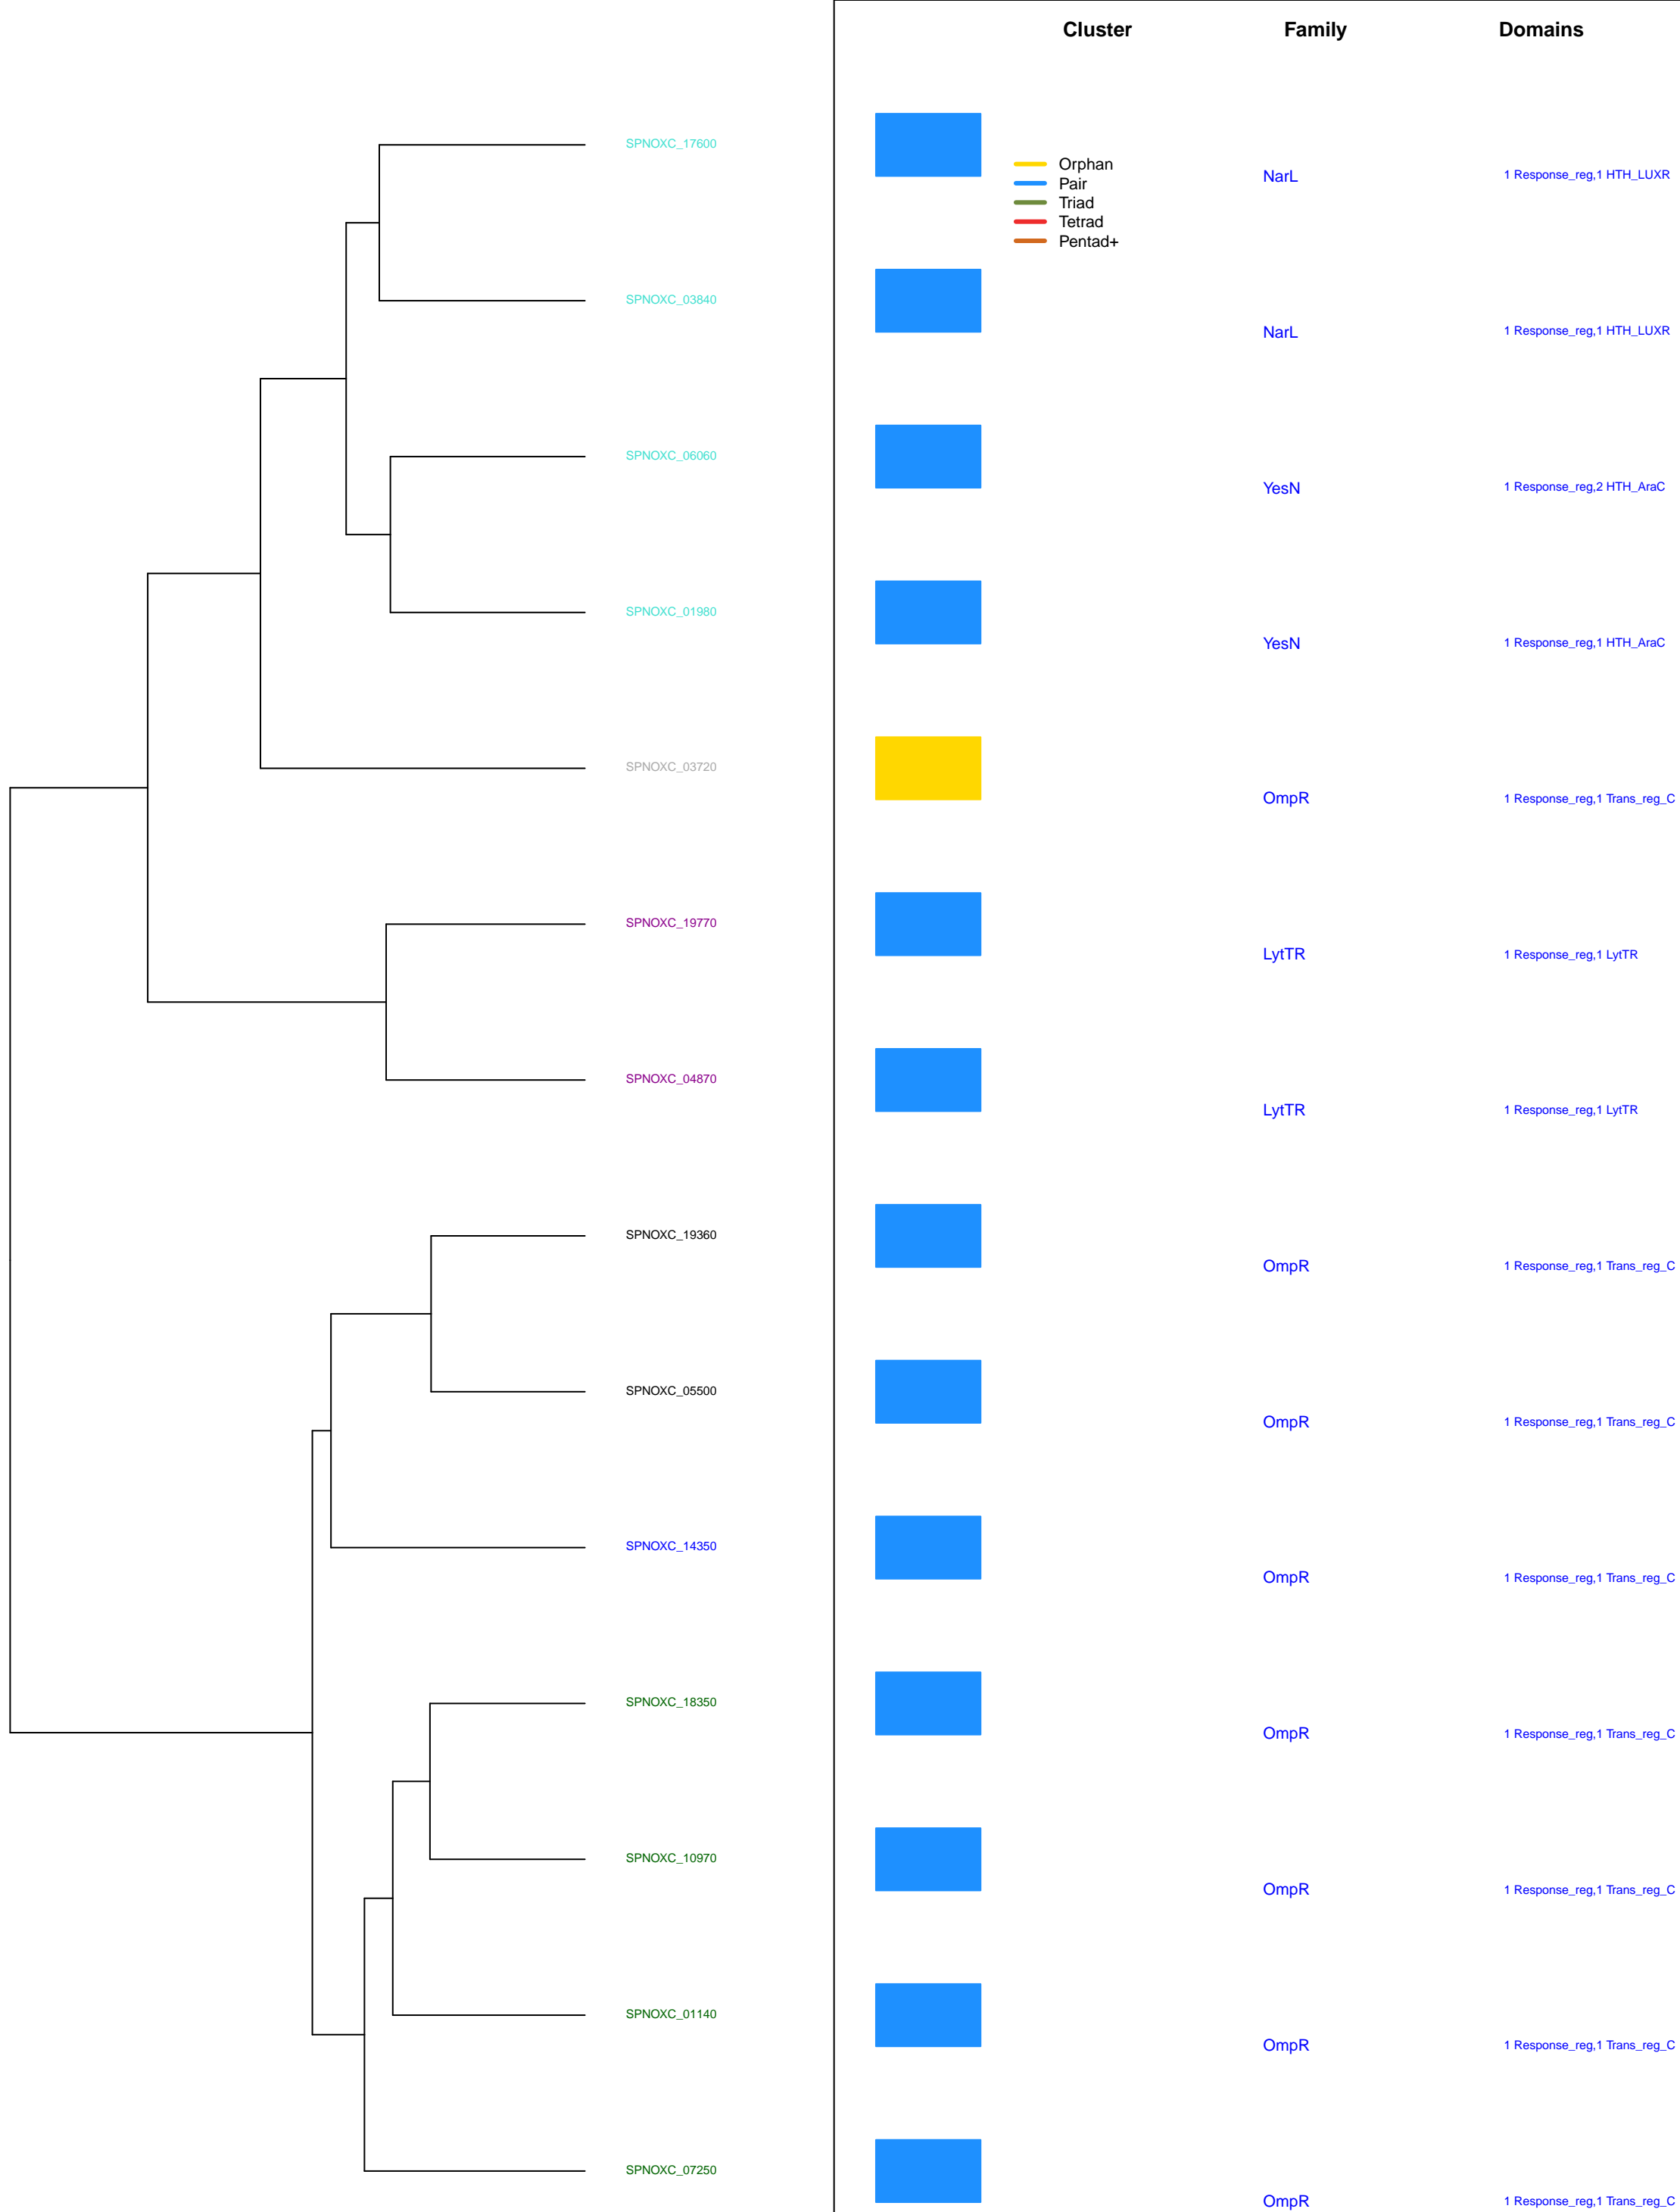 Cluster Family Domains
SPNOXC_17600
Orphan
Pair
Triad
Tetrad
Pentad+
NarL 1 Response_reg,1 HTH_LUXR
SPNOXC_03840
NarL 1 Response_reg,1 HTH_LUXR
SPNOXC_06060
YesN 1 Response_reg,2 HTH_AraC
SPNOXC_01980
YesN 1 Response_reg,1 HTH_AraC
SPNOXC_03720
OmpR 1 Response_reg,1 Trans_reg_C
SPNOXC_19770
LytTR 1 Response_reg,1 LytTR
SPNOXC_04870
LytTR 1 Response_reg,1 LytTR
SPNOXC_19360
OmpR 1 Response_reg,1 Trans_reg_C
SPNOXC_05500
OmpR 1 Response_reg,1 Trans_reg_C
SPNOXC_14350
OmpR 1 Response_reg,1 Trans_reg_C
SPNOXC_18350
OmpR 1 Response_reg,1 Trans_reg_C
SPNOXC_10970
OmpR 1 Response_reg,1 Trans_reg_C
SPNOXC_01140
OmpR 1 Response_reg,1 Trans_reg_C
SPNOXC_07250
OmpR 1 Response_reg,1 Trans_reg_C